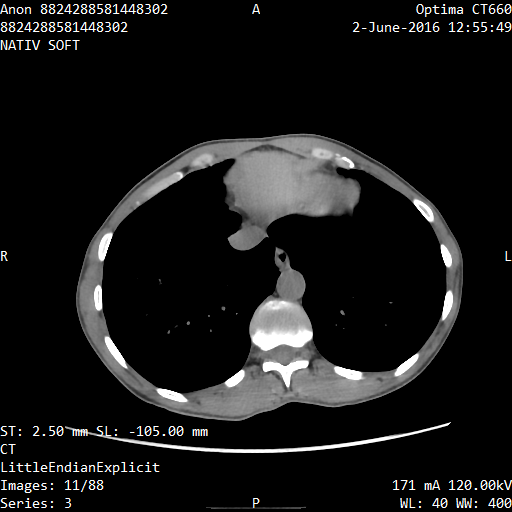 Anon 8824288581448302
A
Optima CT660
8824288581448302
2-June-2016 12:55:49
NATIV SOFT
R
L
ST: 2.50 mm SL: -105.00 mm
CT
LittleEndianExplicit
Images: 11/88
171 mA 120.00kV
Series: 3
P
WL: 40 WW: 400